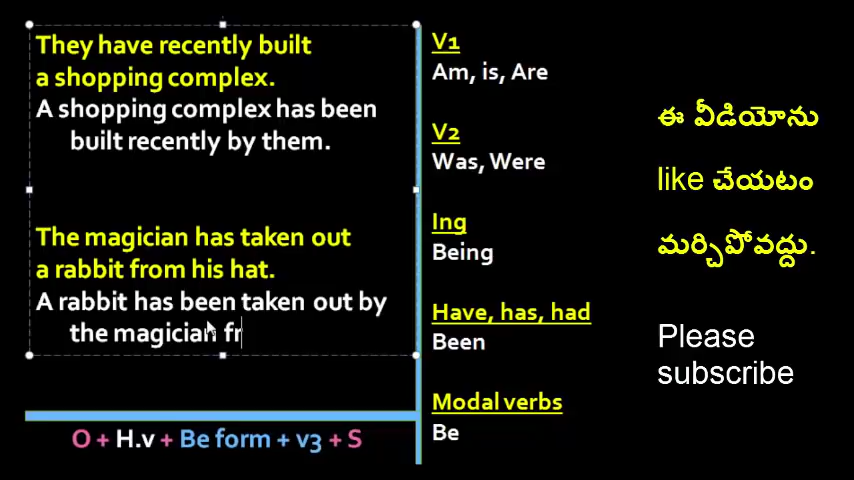 They have recently built
a shopping complex.
A shopping complex has been
built recently by them.
The magician has taken out
a rabbit from his hat.
A rabbit has been taken out by
the magician fr
O + H.v + Be form + v3 + S
V1
Am, is, Are
V2
Was, Were
Ing
Being
Have, has, had
Been
Modal verbs
Be
ఈ వీడియోను
like చేయటం
మర్చిపోవద్దు.
Please
subscribe